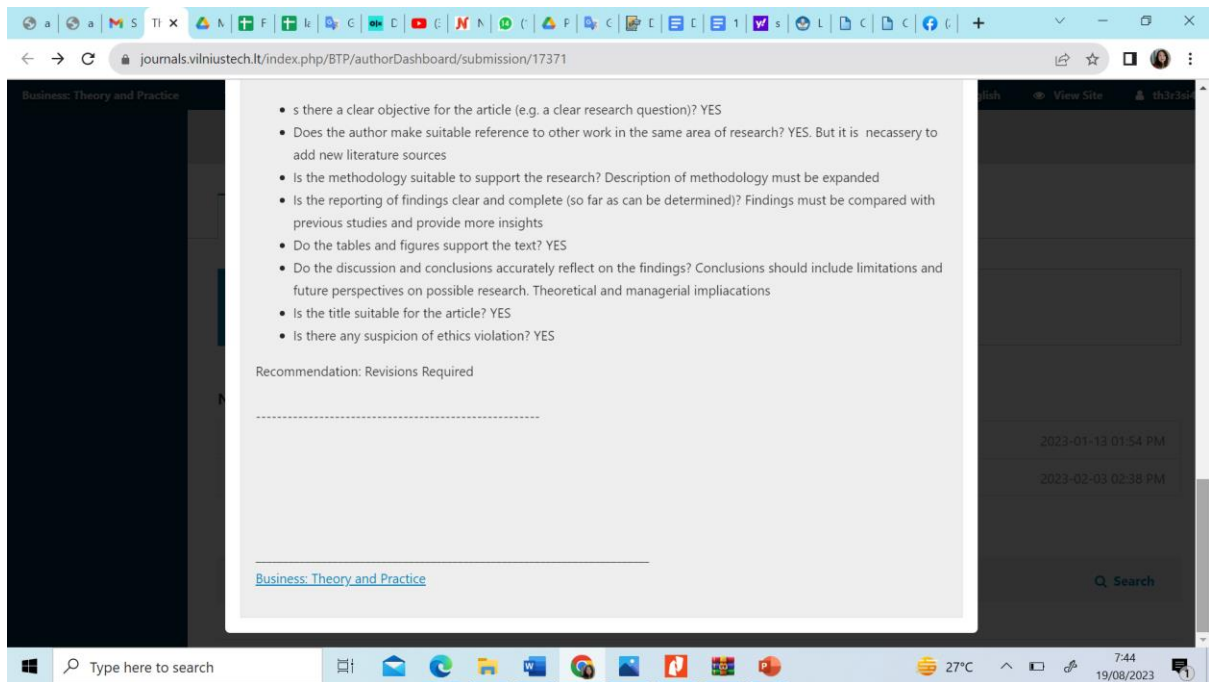 a
a
M S
Th
N
F
k
G
olx D
(:
N
('
P
C
D
D
1
y! s
L
C
C
(;
journals.vilniustech.lt/index.php/BTP/authorDashboard/submission/17371
Business: Theory and Practice
glish View Site th3r3si4
• s there a clear objective for the article (e.g. a clear research question)? YES
• Does the author make suitable reference to other work in the same area of research? YES. But it is necassery to
add new literature sources
• Is the methodology suitable to support the research? Description of methodology must be expanded
• Is the reporting of findings clear and complete (so far as can be determined)? Findings must be compared with
previous studies and provide more insights
• Do the tables and figures support the text? YES
• Do the discussion and conclusions accurately reflect on the findings? Conclusions should include limitations and
future perspectives on possible research. Theoretical and managerial impliacations
• Is the title suitable for the article? YES
• Is there any suspicion of ethics violation? YES
Recommendation: Revisions Required
N
------------------------------------------------------
2023-01-13 01:54 PM
2023-02-03 02:38 PM
Business: Theory and Practice
Search
Type here to search
27°C
7:44
19/08/2023
1